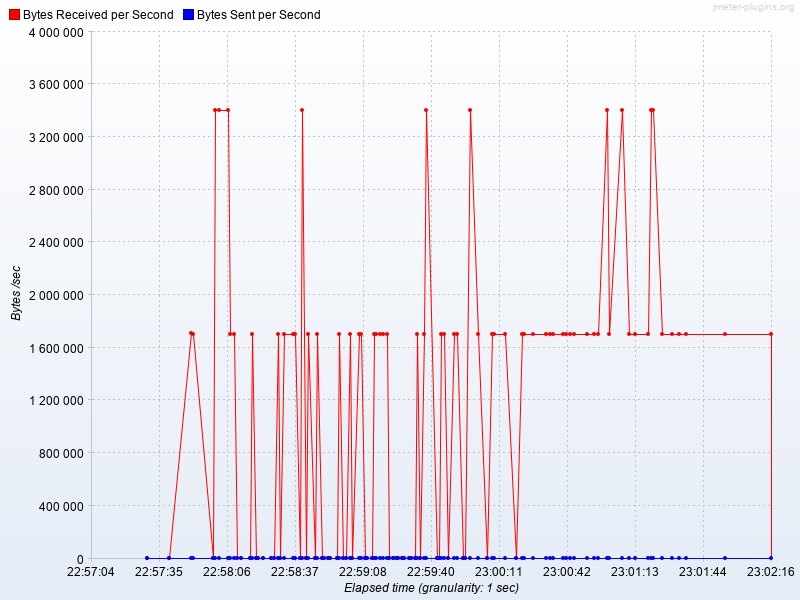 jmeter-plugins.org
Bytes Received per Second Bytes Sent per Second
4 000 000
3 600 000
3 200 000
2 800 000
2 400 000
2 000 000
1 600 000
1 200 000
800 000
400 000
0
Bytes /sec
22:57:04 22:57:35 22:58:06 22:58:37 22:59:08 22:59:40 23:00:11 23:00:42 23:01:13 23:01:44 23:02:16
Elapsed time (granularity: 1 sec)